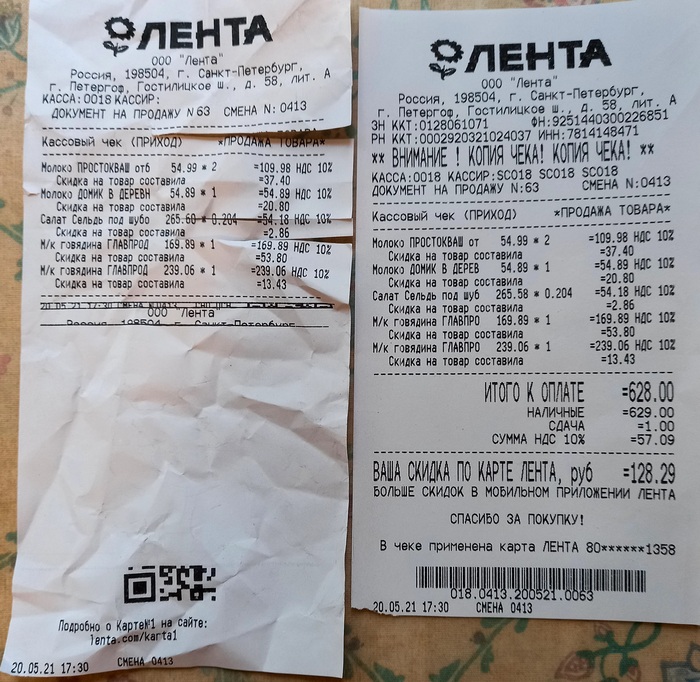 ЛЕНТА
ООО "Лента"
Россия, 198504, г. Санкт-Петербург,
г. Петергоф, Гостилицкое ш., д. 58, лит. А
КАССА:0018 КАССИР:
ДОКУМЕНТ НА ПРОДАЖУ N63 СМЕНА N:0413
Кассовый чек (ПРИХОД) *ПРОДАЖА ТОВАРА*
Молоко ПРОСТОКВАШ отб 54.99 * 2 =109.98 НДС 10%
Скидка на товар составила =37.40
Молоко ДОМИК В ДЕРЕВН 54.89 * 1 =54.89 НДС 10%
Скидка на товар составила =20.80
Салат Сельдь под шубо 265.60 * 0.204 =54.18 НДС 10%
Скидка на товар составила =2.86
М/к говядина ГЛАВПРОД 169.89 * 1 =169.89 НДС 10%
Скидка на товар составила =53.80
М/к говядина ГЛАВПРОД 239.06 * 1 =239.06 НДС 10%
Скидка на товар составила =13.43
20.05.21 17:30 СМЕНА
ООО "Лента"
Россия, 198504, г. Санкт-Петербург,
Подробно о Карте№1 на сайте:
lenta.com/karta1
20.05.21 17:30 СМЕНА 0413
ЛЕНТА
ООО "Лента"
Россия, 198504, г. Санкт-Петербург,
г. Петергоф, Гостилицкое ш., д. 58, лит. А
ЗН ККТ:0128061071 ФН:9251440300226851
РН ККТ:0002920321024037 ИНН:7814148471
** ВНИМАНИЕ ! КОПИЯ ЧЕКА! КОПИЯ ЧЕКА! **
КАССА:0018 КАССИР:SC018 SC018 SC018
ДОКУМЕНТ НА ПРОДАЖУ N:63 СМЕНА N:0413
Кассовый чек (ПРИХОД) *ПРОДАЖА ТОВАРА*
Молоко ПРОСТОКВАШ от 54.99 * 2 =109.98 НДС 10%
Скидка на товар составила =37.40
Молоко ДОМИК В ДЕРЕВ 54.89 * 1 =54.89 НДС 10%
Скидка на товар составила =20.80
Салат Сельдь под шуб 265.58 * 0.204 =54.18 НДС 10%
Скидка на товар составила =2.86
М/к говядина ГЛАВПРО 169.89 * 1 =169.89 НДС 10%
Скидка на товар составила =53.80
М/к говядина ГЛАВПРО 239.06 * 1 =239.06 НДС 10%
Скидка на товар составила =13.43
ИТОГО К ОПЛАТЕ =628.00
НАЛИЧНЫЕ =629.00
СДАЧА =1.00
СУММА НДС 10% =57.09
ВАША СКИДКА ПО КАРТЕ ЛЕНТА, руб =128.29
БОЛЬШЕ СКИДОК В МОБИЛЬНОМ ПРИЛОЖЕНИИ ЛЕНТА
СПАСИБО ЗА ПОКУПКУ!
В чеке применена карта ЛЕНТА 80******1358
018.0413.200521.0063
20.05.21 17:30 СМЕНА 0413